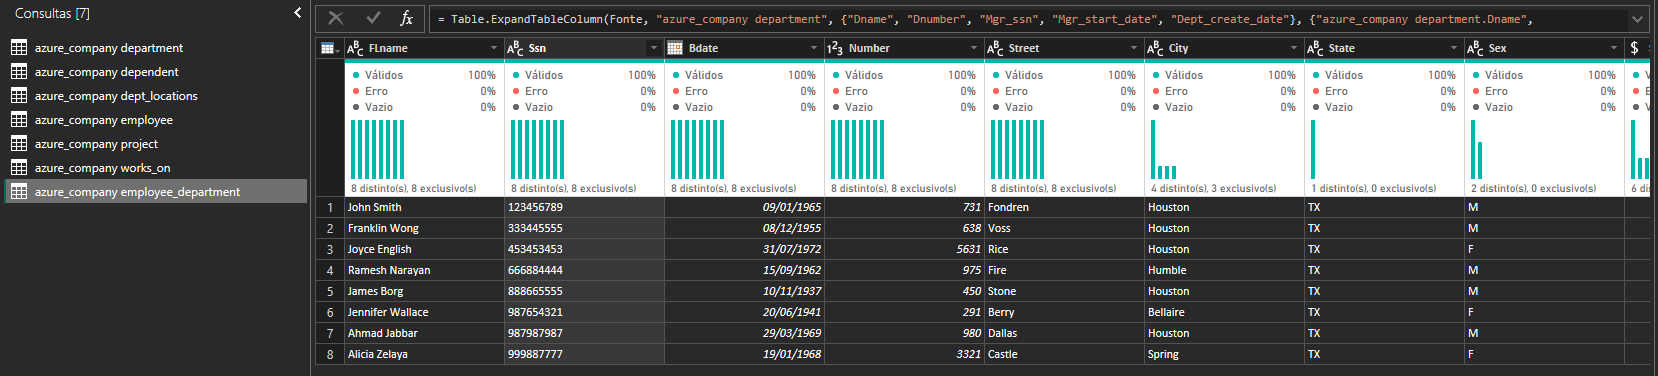 Consultas [7]
azure_company department
azure_company dependent
azure_company dept_locations
azure_company employee
azure_company project
azure_company works_on
azure_company employee_department
fx = Table.ExpandTableColumn(Fonte, "azure_company department", {"Dname", "Dnumber", "Mgr_ssn", "Mgr_start_date", "Dept_create_date"}, {"azure_company department.Dname",
ABC FLname ABC Ssn Bdate 123 Number ABC Street ABC City ABC State ABC Sex $
Válidos 100% Válidos 100% Válidos 100% Válidos 100% Válidos 100% Válidos 100% Válidos 100% Válidos 100%
Erro 0% Erro 0% Erro 0% Erro 0% Erro 0% Erro 0% Erro 0% Erro 0%
Vazio 0% Vazio 0% Vazio 0% Vazio 0% Vazio 0% Vazio 0% Vazio 0% Vazio 0%
8 distinto(s), 8 exclusivo(s) 8 distinto(s), 8 exclusivo(s) 8 distinto(s), 8 exclusivo(s) 8 distinto(s), 8 exclusivo(s) 8 distinto(s), 8 exclusivo(s) 4 distinto(s), 3 exclusivo(s) 1 distinto(s), 0 exclusivo(s) 2 distinto(s), 0 exclusivo(s) 6
1 John Smith 123456789 09/01/1965 731 Fondren Houston TX M
2 Franklin Wong 333445555 08/12/1955 638 Voss Houston TX M
3 Joyce English 453453453 31/07/1972 5631 Rice Houston TX F
4 Ramesh Narayan 666884444 15/09/1962 975 Fire Humble TX M
5 James Borg 888665555 10/11/1937 450 Stone Houston TX M
6 Jennifer Wallace 987654321 20/06/1941 291 Berry Bellaire TX F
7 Ahmad Jabbar 987987987 29/03/1969 980 Dallas Houston TX M
8 Alicia Zelaya 999887777 19/01/1968 3321 Castle Spring TX F